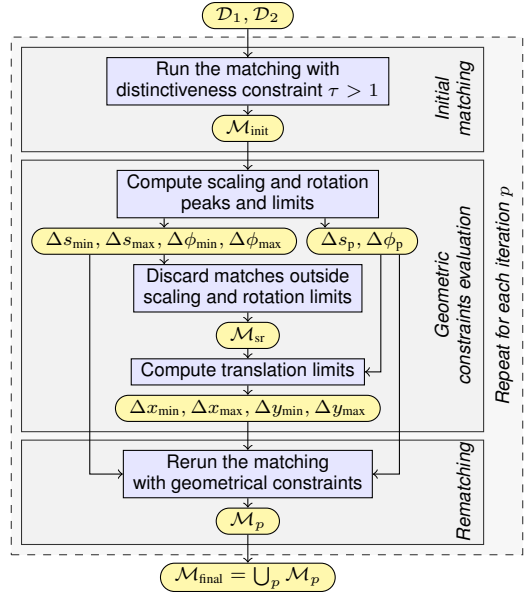 𝒟₁, 𝒟₂
Run the matching with
distinctiveness constraint τ > 1
ℳ_init
Initial
matching
Compute scaling and rotation
peaks and limits
Δs_min, Δs_max, Δϕ_min, Δϕ_max
Δs_p, Δϕ_p
Discard matches outside
scaling and rotation limits
ℳ_sr
Compute translation limits
Δx_min, Δx_max, Δy_min, Δy_max
Geometric
constraints evaluation
Rerun the matching
with geometrical constraints
ℳ_p
Rematching
Repeat for each iteration p
ℳ_final = ⋃_p ℳ_p